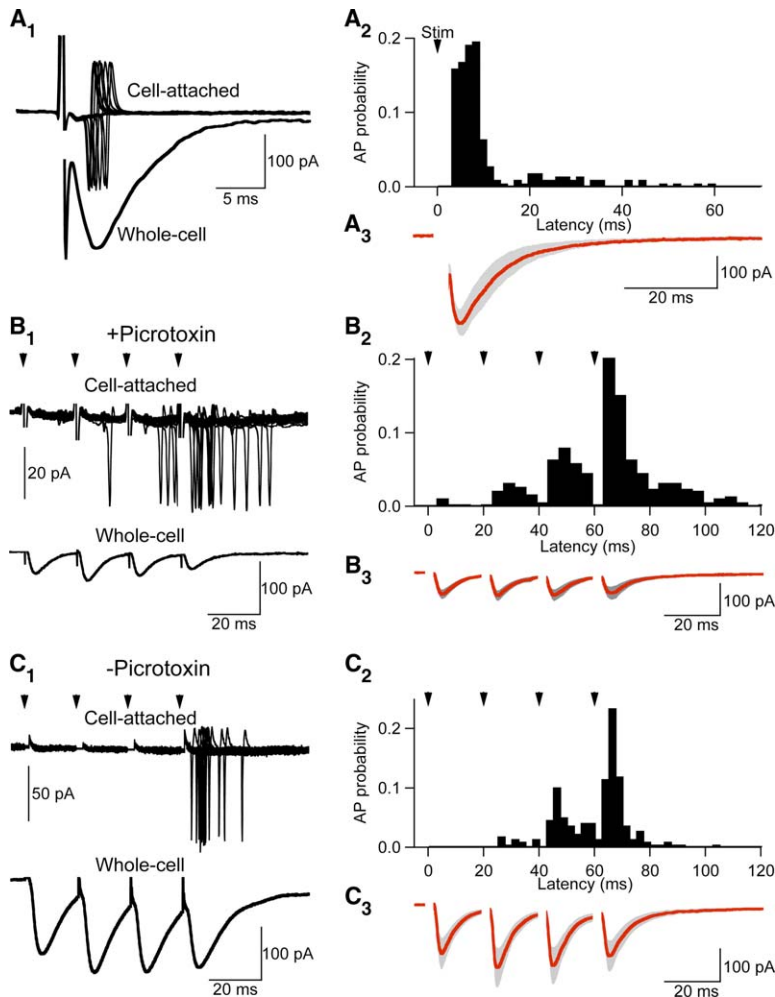 A1
Cell-attached
100 pA
5 ms
Whole-cell
A2
Stim
0.2
0.1
0.0
AP probability
0 20 40 60
Latency (ms)
A3
100 pA
20 ms
B1
+Picrotoxin
Cell-attached
20 pA
Whole-cell
100 pA
20 ms
B2
0.2
0.1
0.0
AP probability
0 20 40 60 80 100 120
Latency (ms)
B3
100 pA
20 ms
C1
-Picrotoxin
Cell-attached
50 pA
Whole-cell
100 pA
20 ms
C2
0.2
0.1
0.0
AP probability
0 20 40 60 80 100 120
Latency (ms)
C3
100 pA
20 ms